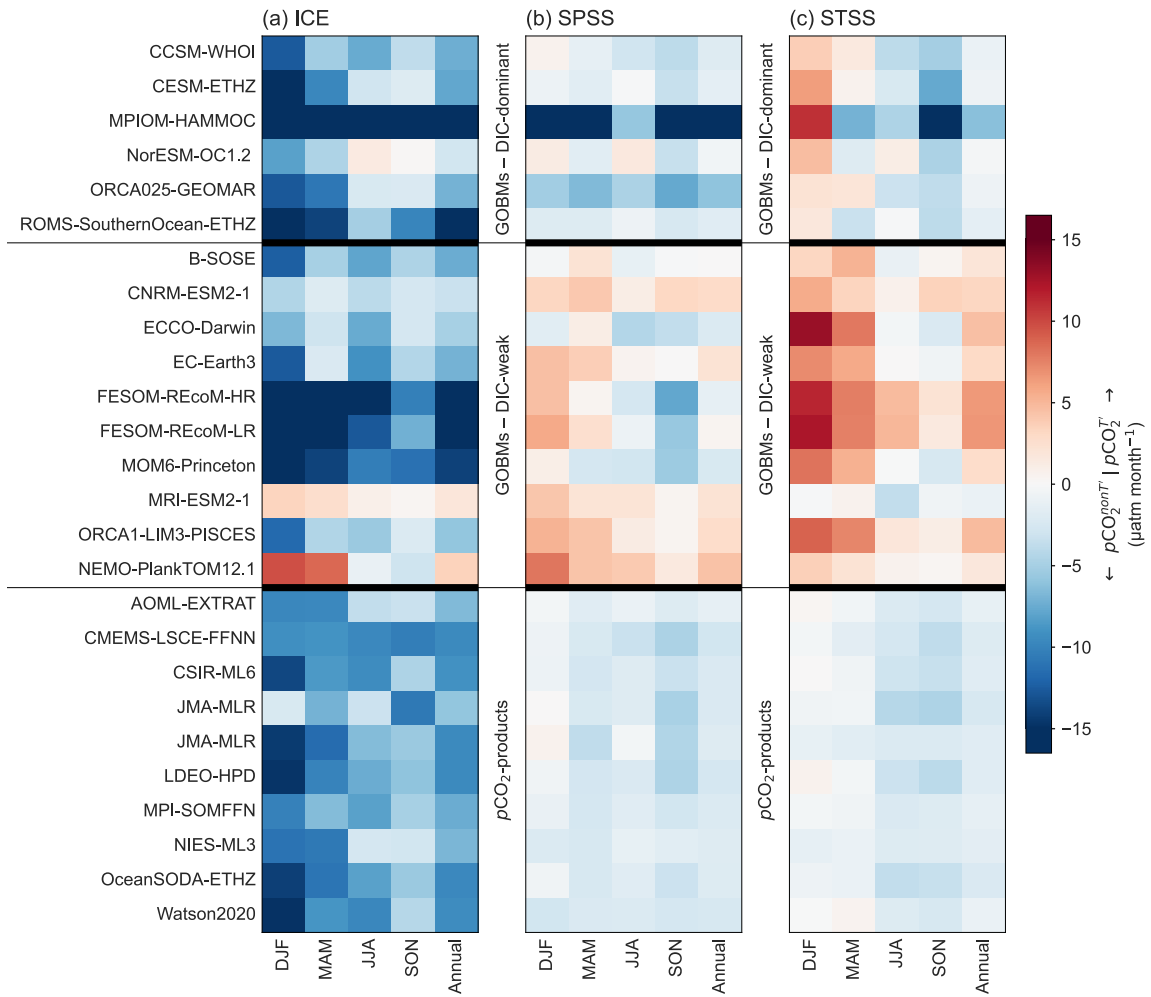 (a) ICE
(b) SPSS
(c) STSS
CCSM-WHOI
CESM-ETHZ
MPIOM-HAMMOC
NorESM-OC1.2
ORCA025-GEOMAR
ROMS-SouthernOcean-ETHZ
GOBMs – DIC-dominant
GOBMs – DIC-dominant
B-SOSE
CNRM-ESM2-1
ECCO-Darwin
EC-Earth3
FESOM-REcoM-HR
FESOM-REcoM-LR
MOM6-Princeton
MRI-ESM2-1
ORCA1-LIM3-PISCES
NEMO-PlankTOM12.1
GOBMs – DIC-weak
GOBMs – DIC-weak
AOML-EXTRAT
CMEMS-LSCE-FFNN
CSIR-ML6
JMA-MLR
JMA-MLR
LDEO-HPD
MPI-SOMFFN
NIES-ML3
OceanSODA-ETHZ
Watson2020
pCO₂-products
pCO₂-products
DJF
MAM
JJA
SON
Annual
DJF
MAM
JJA
SON
Annual
DJF
MAM
JJA
SON
Annual
15
10
5
0
−5
−10
−15
← pCO₂^{nonT'} | pCO₂^{T'} →
(µatm month⁻¹)